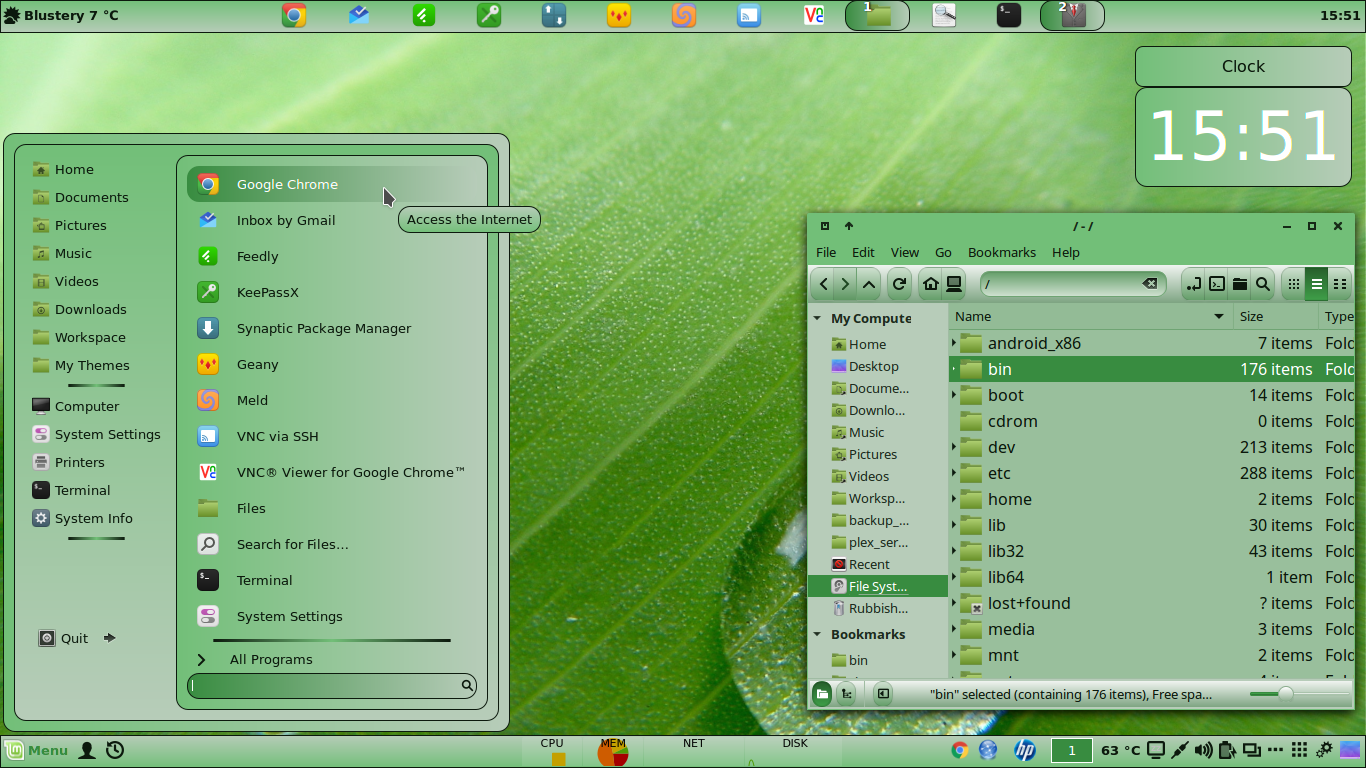 Blustery 7 °C
1
2
15:51
Clock
15:51
Home
Documents
Pictures
Music
Videos
Downloads
Workspace
My Themes
Computer
System Settings
Printers
Terminal
System Info
Quit
Google Chrome
Access the Internet
Inbox by Gmail
Feedly
KeePassX
Synaptic Package Manager
Geany
Meld
VNC via SSH
VNC® Viewer for Google Chrome™
Files
Search for Files...
Terminal
System Settings
All Programs
/ - /
File Edit View Go Bookmarks Help
/
My Compute
Home
Desktop
Docume...
Downlo...
Music
Pictures
Videos
Worksp...
backup_...
plex_ser...
Recent
File Syst...
Rubbish...
Bookmarks
bin
Name Size Type
android_x86 7 items Fold
bin 176 items Fold
boot 14 items Fold
cdrom 0 items Fold
dev 213 items Fold
etc 288 items Fold
home 2 items Fold
lib 30 items Fold
lib32 43 items Fold
lib64 1 item Fold
lost+found ? items Fold
media 3 items Fold
mnt 2 items Fold
"bin" selected (containing 176 items), Free spa...
Menu
CPU MEM NET DISK
hp
1
63 °C